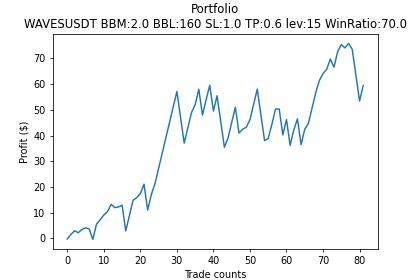 Portfolio
WAVESUSDT BBM:2.0 BBL:160 SL:1.0 TP:0.6 lev:15 WinRatio:70.0
Profit ($)
70
60
50
40
30
20
10
0
0 10 20 30 40 50 60 70 80
Trade counts